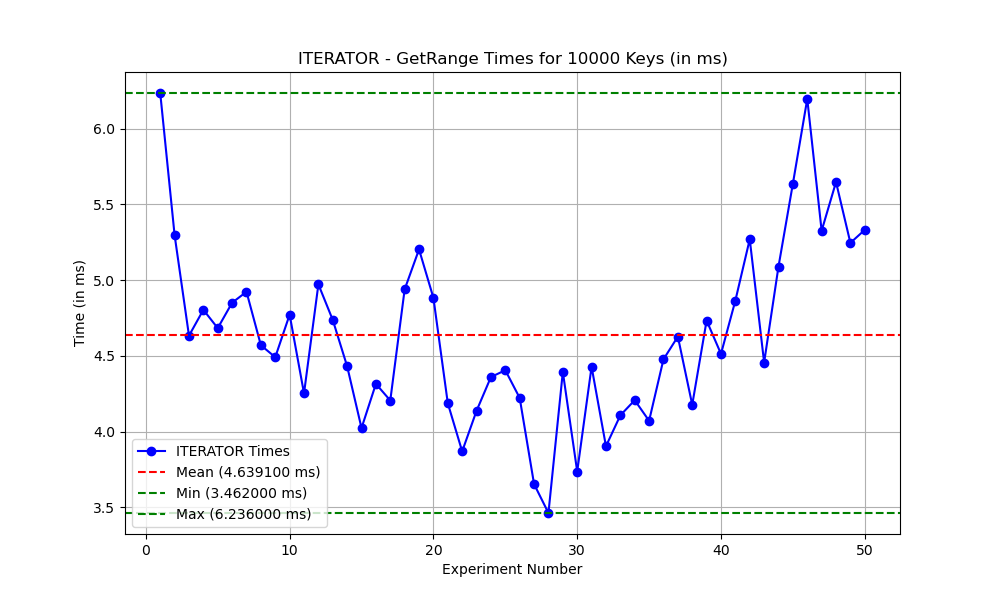 ITERATOR - GetRange Times for 10000 Keys (in ms)
Time (in ms)
6.0
5.5
5.0
4.5
4.0
3.5
ITERATOR Times
Mean (4.639100 ms)
Min (3.462000 ms)
Max (6.236000 ms)
0 10 20 30 40 50
Experiment Number